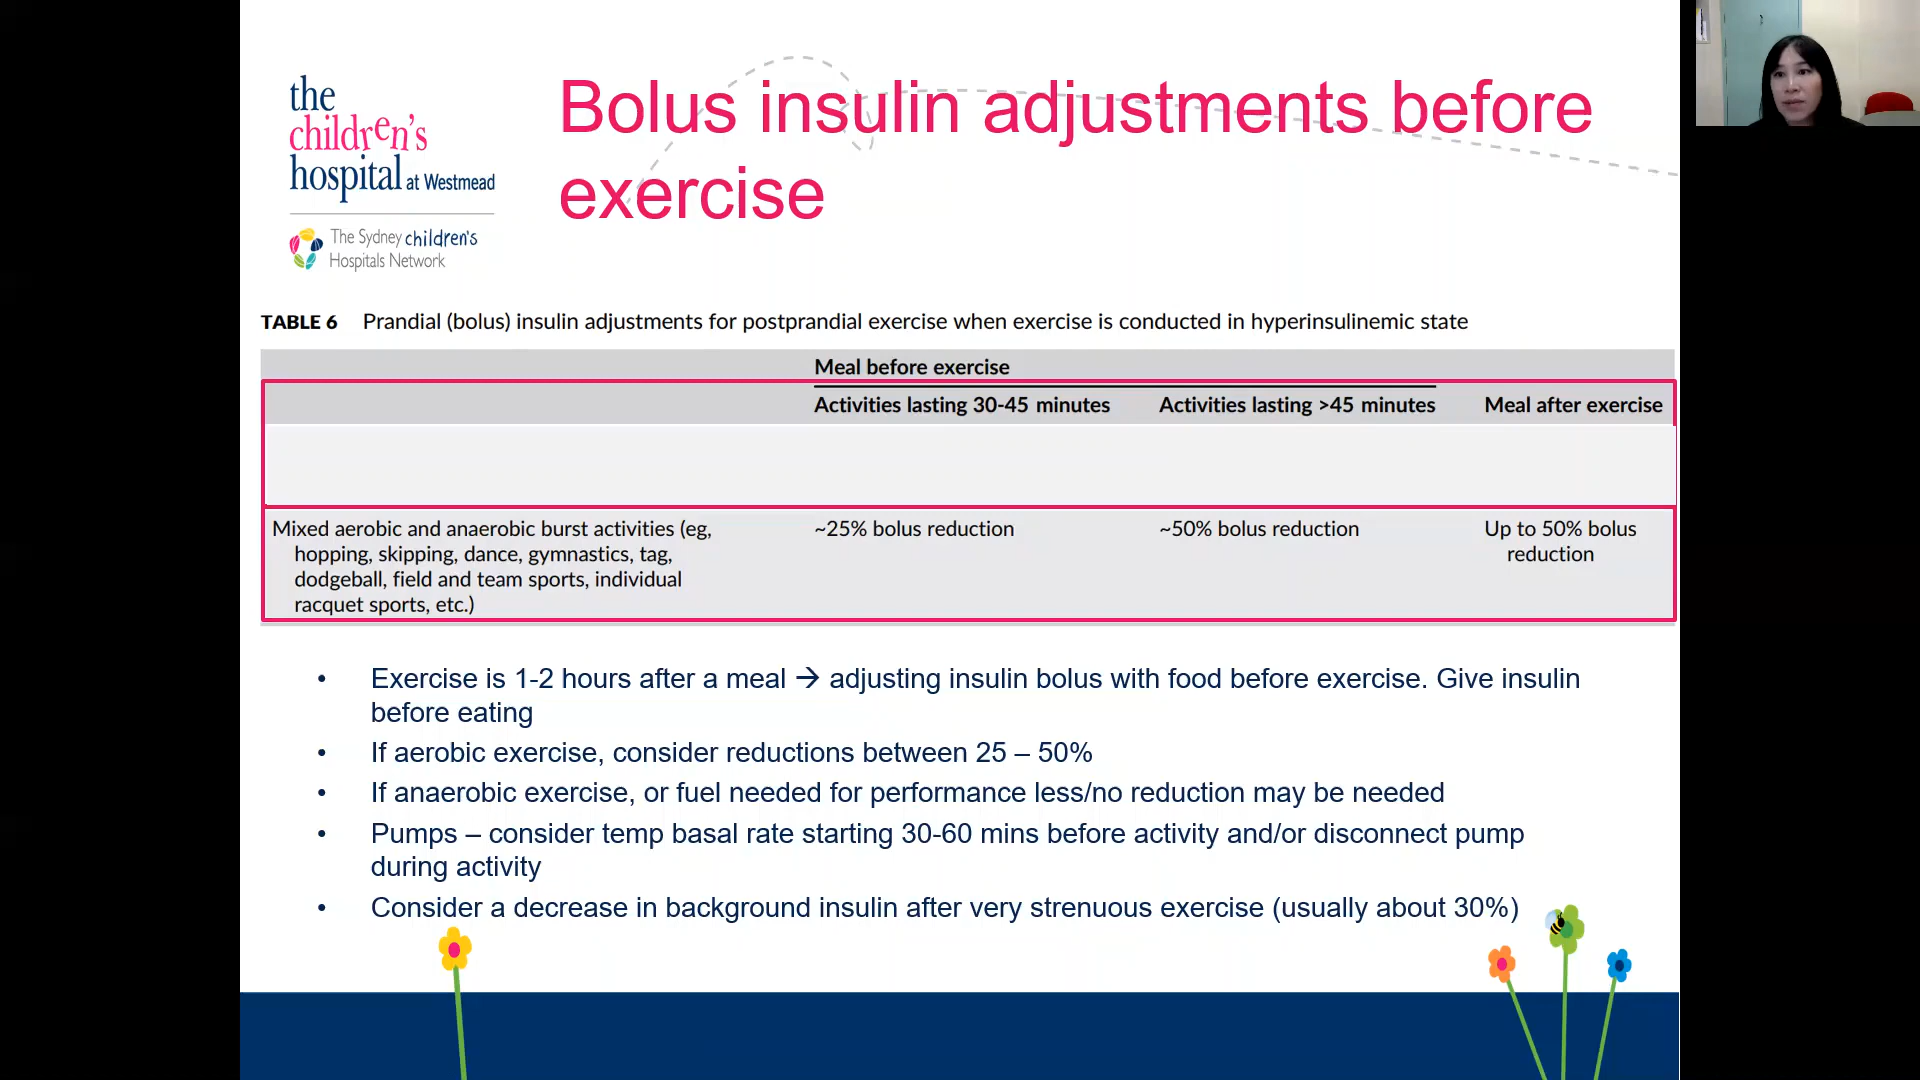 the
children's
hospital at Westmead
The Sydney children's
Hospitals Network
Bolus insulin adjustments before
exercise
TABLE 6 Prandial (bolus) insulin adjustments for postprandial exercise when exercise is conducted in hyperinsulinemic state
Meal before exercise
Activities lasting 30-45 minutes Activities lasting >45 minutes Meal after exercise
Mixed aerobic and anaerobic burst activities (eg, ~25% bolus reduction ~50% bolus reduction Up to 50% bolus
hopping, skipping, dance, gymnastics, tag, reduction
dodgeball, field and team sports, individual
racquet sports, etc.)
• Exercise is 1-2 hours after a meal → adjusting insulin bolus with food before exercise. Give insulin
before eating
• If aerobic exercise, consider reductions between 25 – 50%
• If anaerobic exercise, or fuel needed for performance less/no reduction may be needed
• Pumps – consider temp basal rate starting 30-60 mins before activity and/or disconnect pump
during activity
• Consider a decrease in background insulin after very strenuous exercise (usually about 30%)